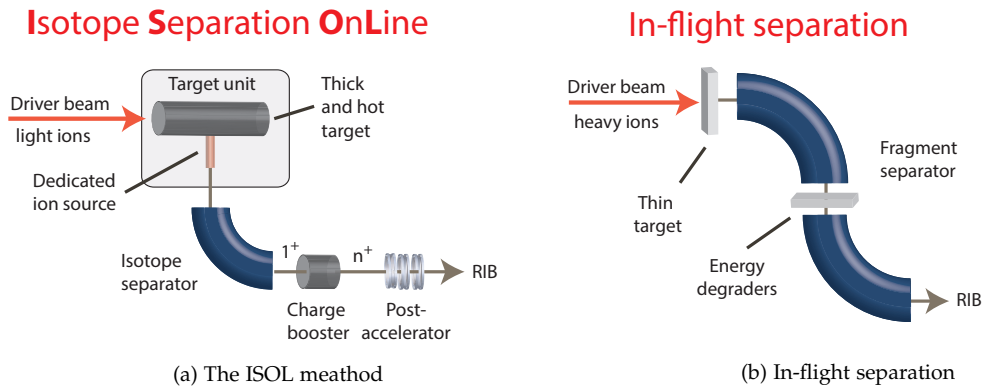 Isotope Separation OnLine
Target unit
Driver beam
light ions
Thick
and hot
target
Dedicated
ion source
Isotope
separator
1+
n+
RIB
Charge
booster
Post-
accelerator
(a) The ISOL meathod
In-flight separation
Driver beam
heavy ions
Thin
target
Fragment
separator
Energy
degraders
RIB
(b) In-flight separation